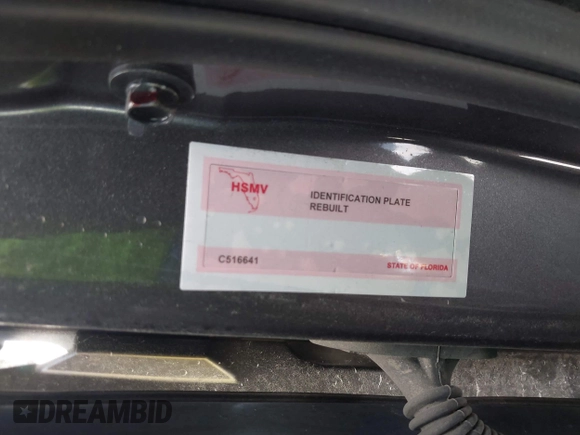 HSMV
IDENTIFICATION PLATE
REBUILT
C516641
STATE OF FLORIDA
DREAMBID